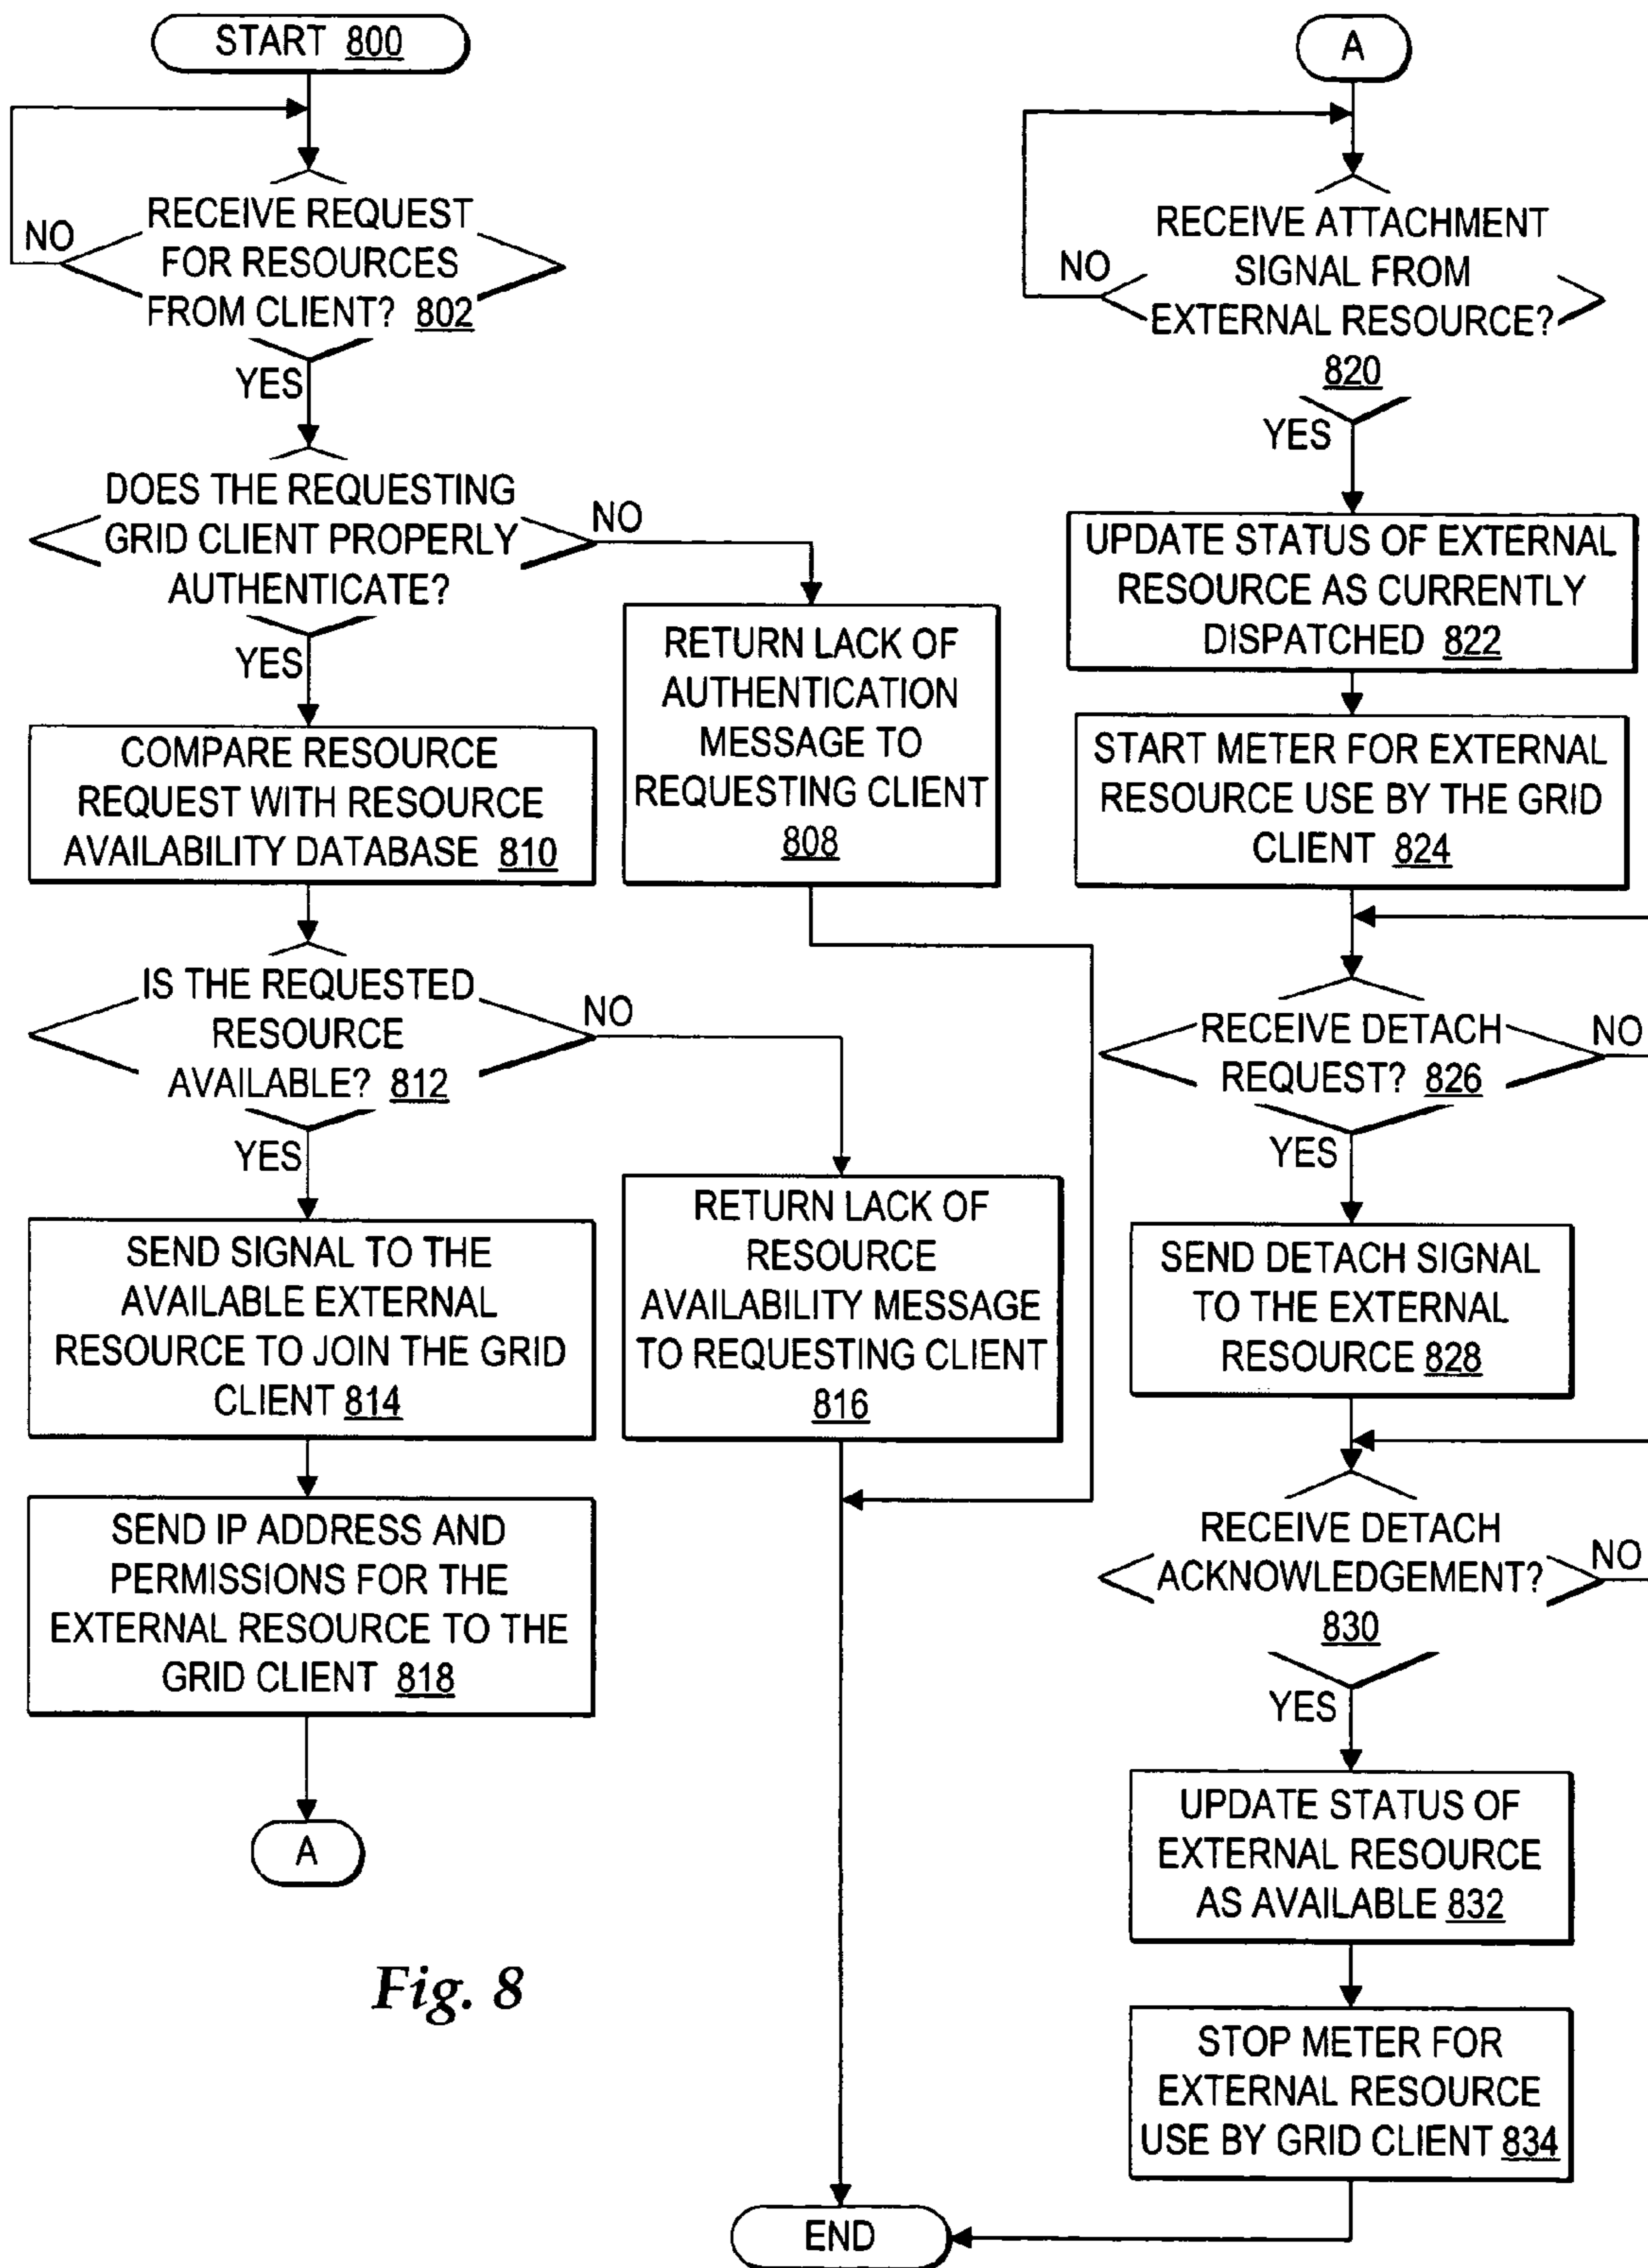 START 800
RECEIVE REQUEST
FOR RESOURCES
FROM CLIENT? 802
NO
YES
DOES THE REQUESTING
GRID CLIENT PROPERLY
AUTHENTICATE?
NO
YES
RETURN LACK OF
AUTHENTICATION
MESSAGE TO
REQUESTING CLIENT
808
COMPARE RESOURCE
REQUEST WITH RESOURCE
AVAILABILITY DATABASE 810
IS THE REQUESTED
RESOURCE
AVAILABLE? 812
NO
YES
RETURN LACK OF
RESOURCE
AVAILABILITY MESSAGE
TO REQUESTING CLIENT
816
SEND SIGNAL TO THE
AVAILABLE EXTERNAL
RESOURCE TO JOIN THE GRID
CLIENT 814
SEND IP ADDRESS AND
PERMISSIONS FOR THE
EXTERNAL RESOURCE TO THE
GRID CLIENT 818
A
Fig. 8
A
RECEIVE ATTACHMENT
SIGNAL FROM
EXTERNAL RESOURCE?
820
NO
YES
UPDATE STATUS OF EXTERNAL
RESOURCE AS CURRENTLY
DISPATCHED 822
START METER FOR EXTERNAL
RESOURCE USE BY THE GRID
CLIENT 824
RECEIVE DETACH
REQUEST? 826
NO
YES
SEND DETACH SIGNAL
TO THE EXTERNAL
RESOURCE 828
RECEIVE DETACH
ACKNOWLEDGEMENT?
830
NO
YES
UPDATE STATUS OF
EXTERNAL RESOURCE
AS AVAILABLE 832
STOP METER FOR
EXTERNAL RESOURCE
USE BY GRID CLIENT 834
END